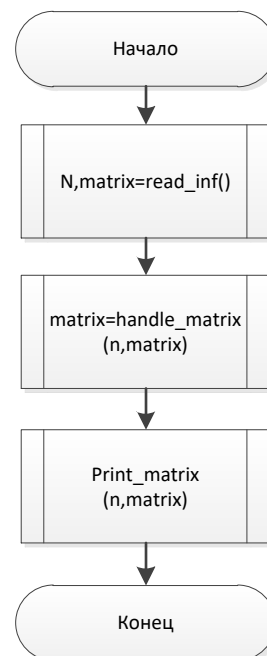 Начало
N,matrix=read_inf()
matrix=handle_matrix
(n,matrix)
Print_matrix
(n,matrix)
Конец